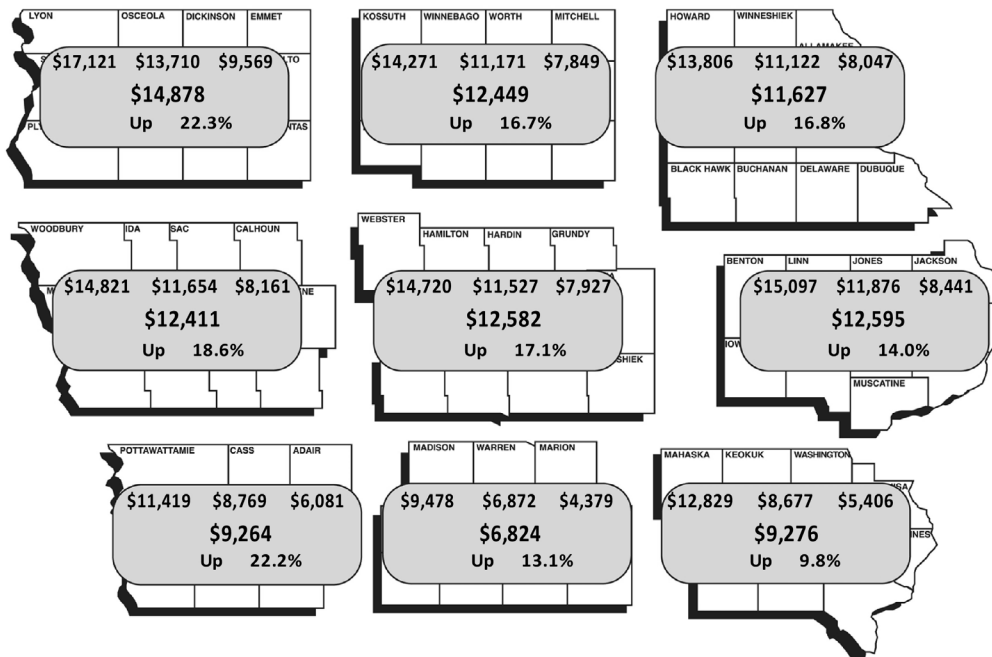 LYON OSCEOLA DICKINSON EMMET
$17,121 $13,710 $9,569
$14,878
Up 22.3%
KOSSUTH WINNEBAGO WORTH MITCHELL
$14,271 $11,171 $7,849
$12,449
Up 16.7%
HOWARD WINNESHIEK
ALLAMAKEE
$13,806 $11,122 $8,047
$11,627
Up 16.8%
BLACK HAWK BUCHANAN DELAWARE DUBUQUE
WOODBURY IDA SAC CALHOUN
$14,821 $11,654 $8,161
$12,411
Up 18.6%
WEBSTER
HAMILTON HARDIN GRUNDY
$14,720 $11,527 $7,927
$12,582
Up 17.1%
BENTON LINN JONES JACKSON
$15,097 $11,876 $8,441
$12,595
Up 14.0%
MUSCATINE
POTTAWATTAMIE CASS ADAIR
$11,419 $8,769 $6,081
$9,264
Up 22.2%
MADISON WARREN MARION
$9,478 $6,872 $4,379
$6,824
Up 13.1%
MAHASKA KEOKUK WASHINGTON
$12,829 $8,677 $5,406
$9,276
Up 9.8%